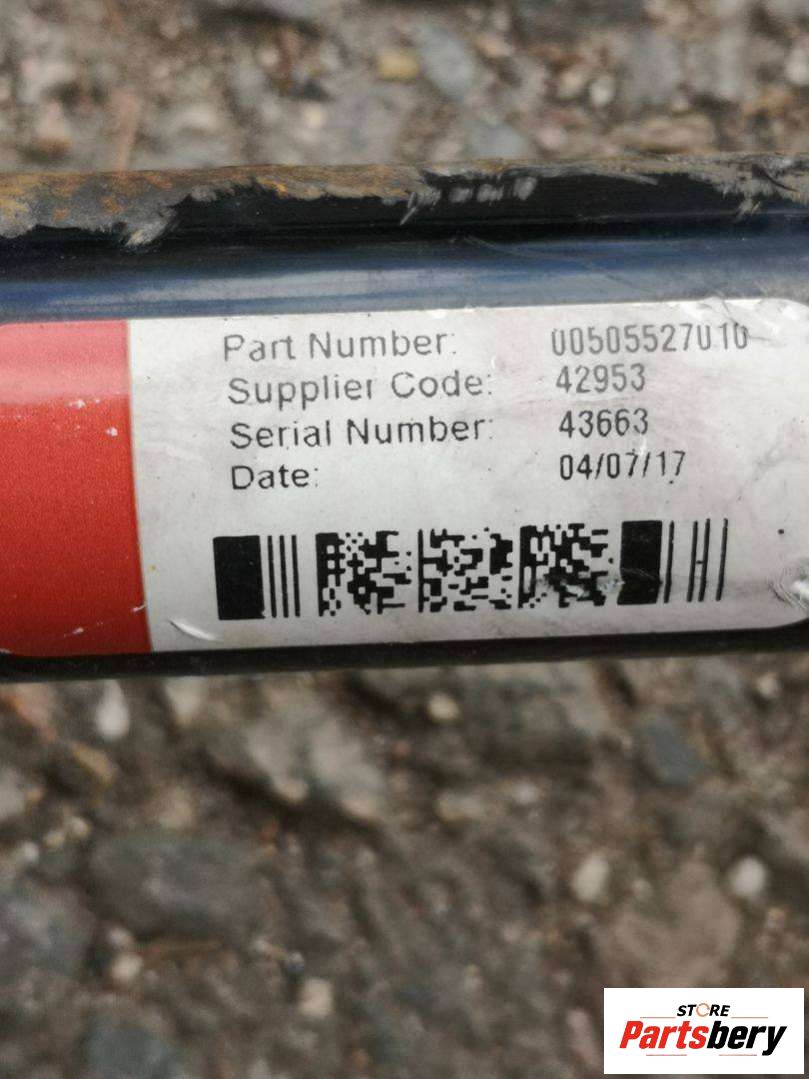 Part Number: 00505527010
Supplier Code: 42953
Serial Number: 43663
Date: 04/07/17
STORE
Partsbery